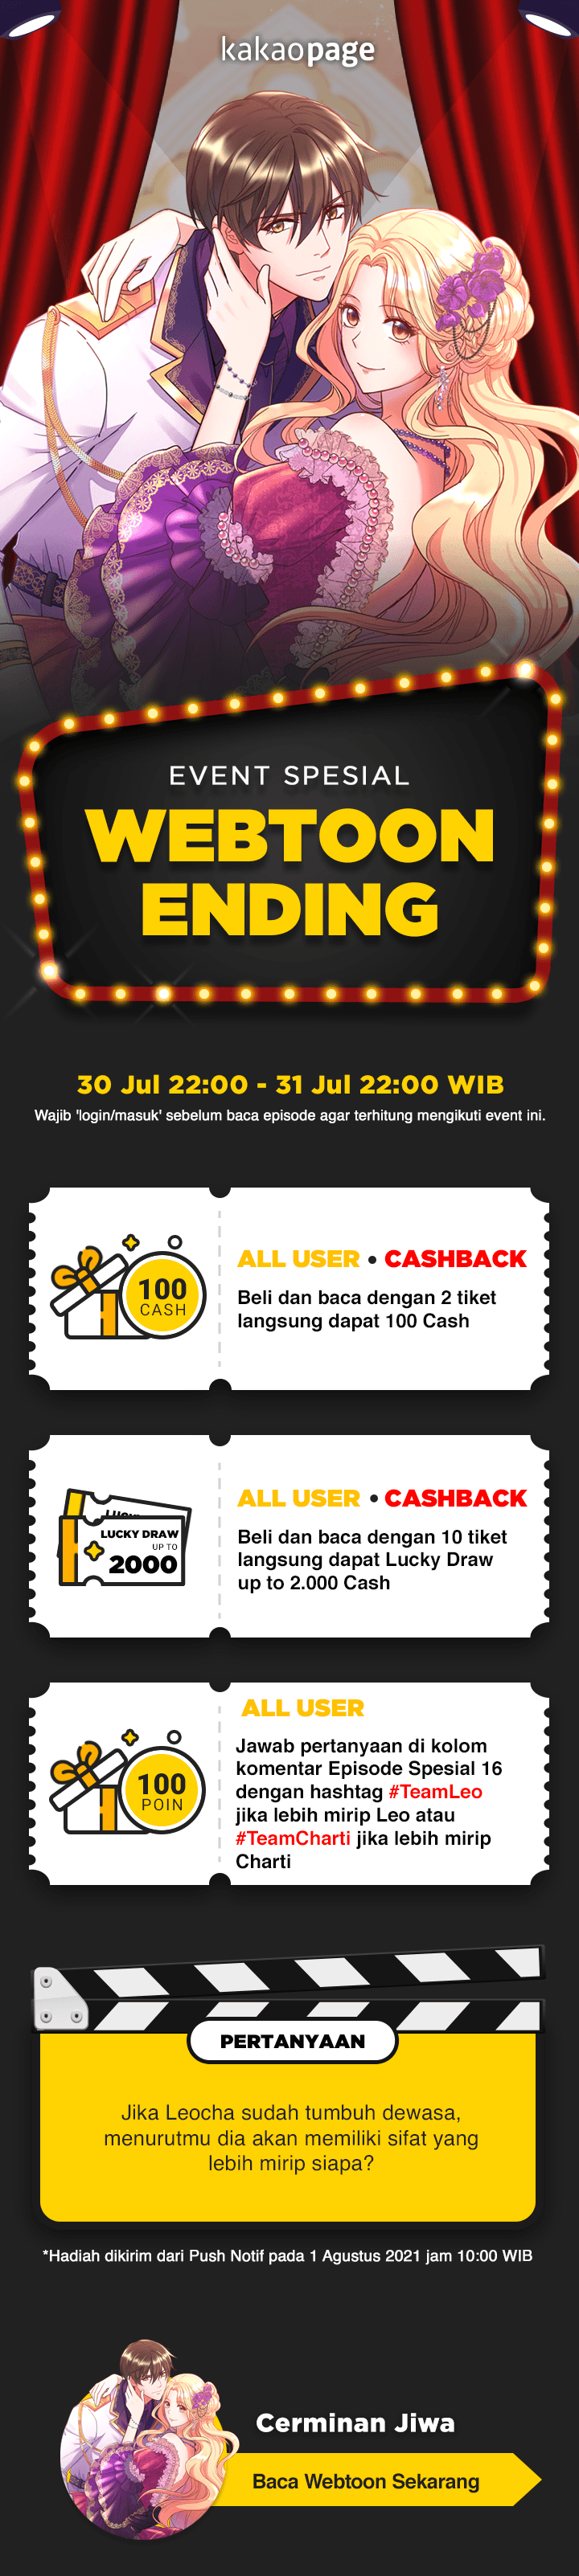 kakaopage
EVENT SPESIAL
WEBTOON
ENDING
30 Jul 22:00 - 31 Jul 22:00 WIB
Wajib 'login/masuk' sebelum baca episode agar terhitung mengikuti event ini.
100
CASH
ALL USER • CASHBACK
Beli dan baca dengan 2 tiket
langsung dapat 100 Cash
LUCKY DRAW
UP TO
2000
ALL USER • CASHBACK
Beli dan baca dengan 10 tiket
langsung dapat Lucky Draw
up to 2.000 Cash
100
POIN
ALL USER
Jawab pertanyaan di kolom
komentar Episode Spesial 16
dengan hashtag #TeamLeo
jika lebih mirip Leo atau
#TeamCharti jika lebih mirip
Charti
PERTANYAAN
Jika Leocha sudah tumbuh dewasa,
menurutmu dia akan memiliki sifat yang
lebih mirip siapa?
*Hadiah dikirim dari Push Notif pada 1 Agustus 2021 jam 10:00 WIB
Cerminan Jiwa
Baca Webtoon Sekarang